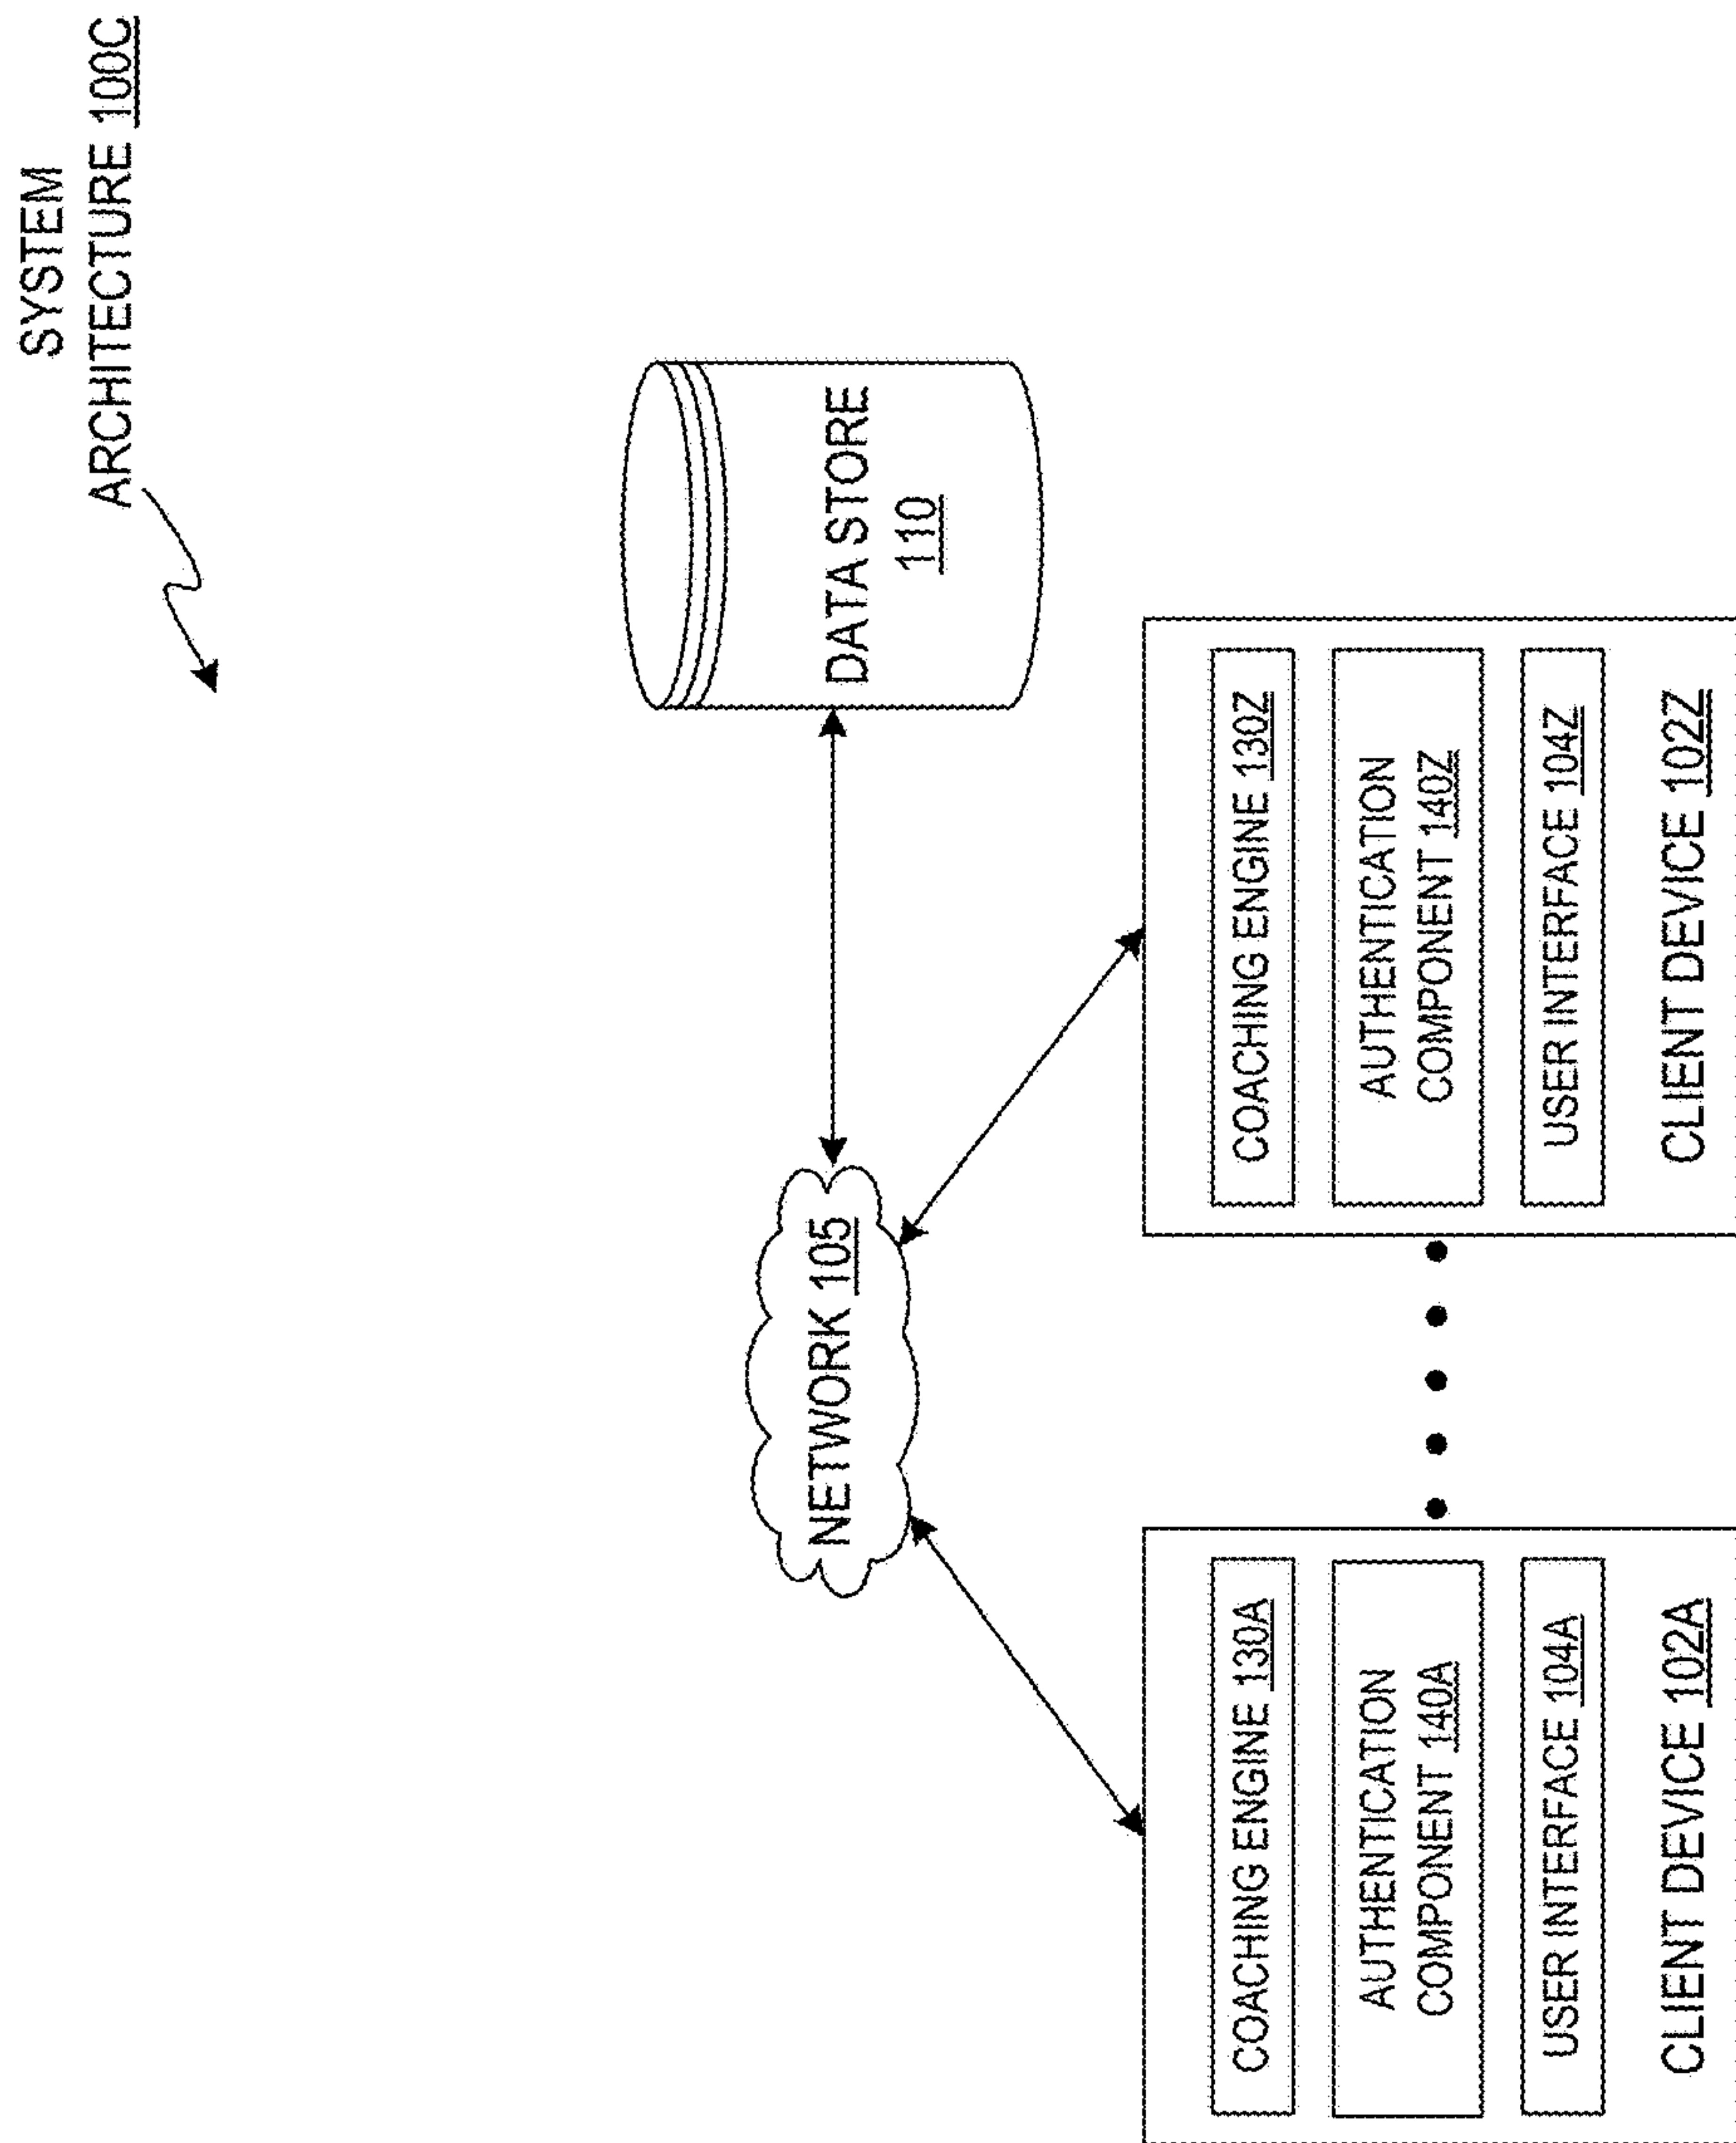 SYSTEM
ARCHITECTURE 100C
DATA STORE
110
NETWORK 105
COACHING ENGINE 130A
AUTHENTICATION
COMPONENT 140A
USER INTERFACE 104A
CLIENT DEVICE 102A
COACHING ENGINE 130Z
AUTHENTICATION
COMPONENT 140Z
USER INTERFACE 104Z
CLIENT DEVICE 102Z